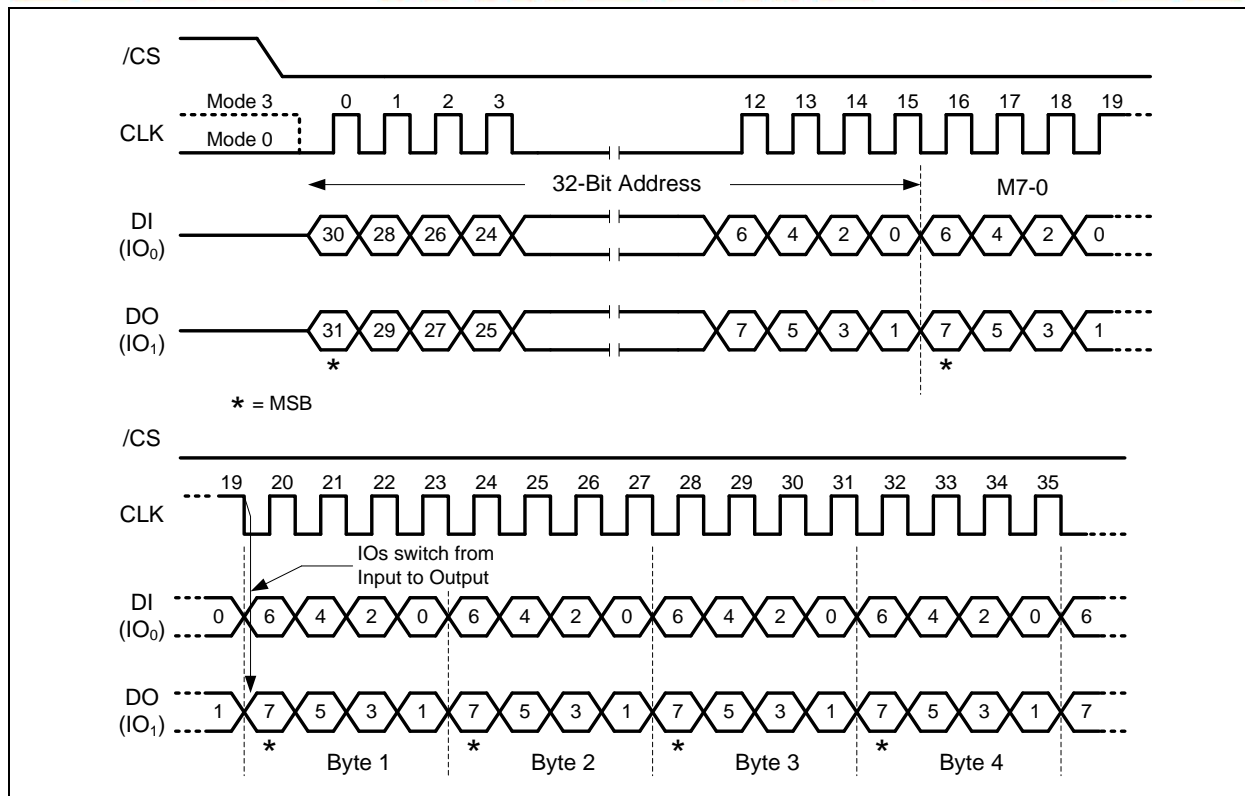 /CS
Mode 3 0 1 2 3 12 13 14 15 16 17 18 19
CLK
Mode 0
32-Bit Address M7-0
DI
(IO₀) 30 28 26 24 6 4 2 0 6 4 2 0
DO
(IO₁) 31 29 27 25 7 5 3 1 7 5 3 1
* *
* = MSB
/CS
19 20 21 22 23 24 25 26 27 28 29 30 31 32 33 34 35
CLK
IOs switch from
Input to Output
DI
(IO₀) 0 6 4 2 0 6 4 2 0 6 4 2 0 6 4 2 0 6
DO
(IO₁) 1 7 5 3 1 7 5 3 1 7 5 3 1 7 5 3 1 7
* * * *
Byte 1 Byte 2 Byte 3 Byte 4